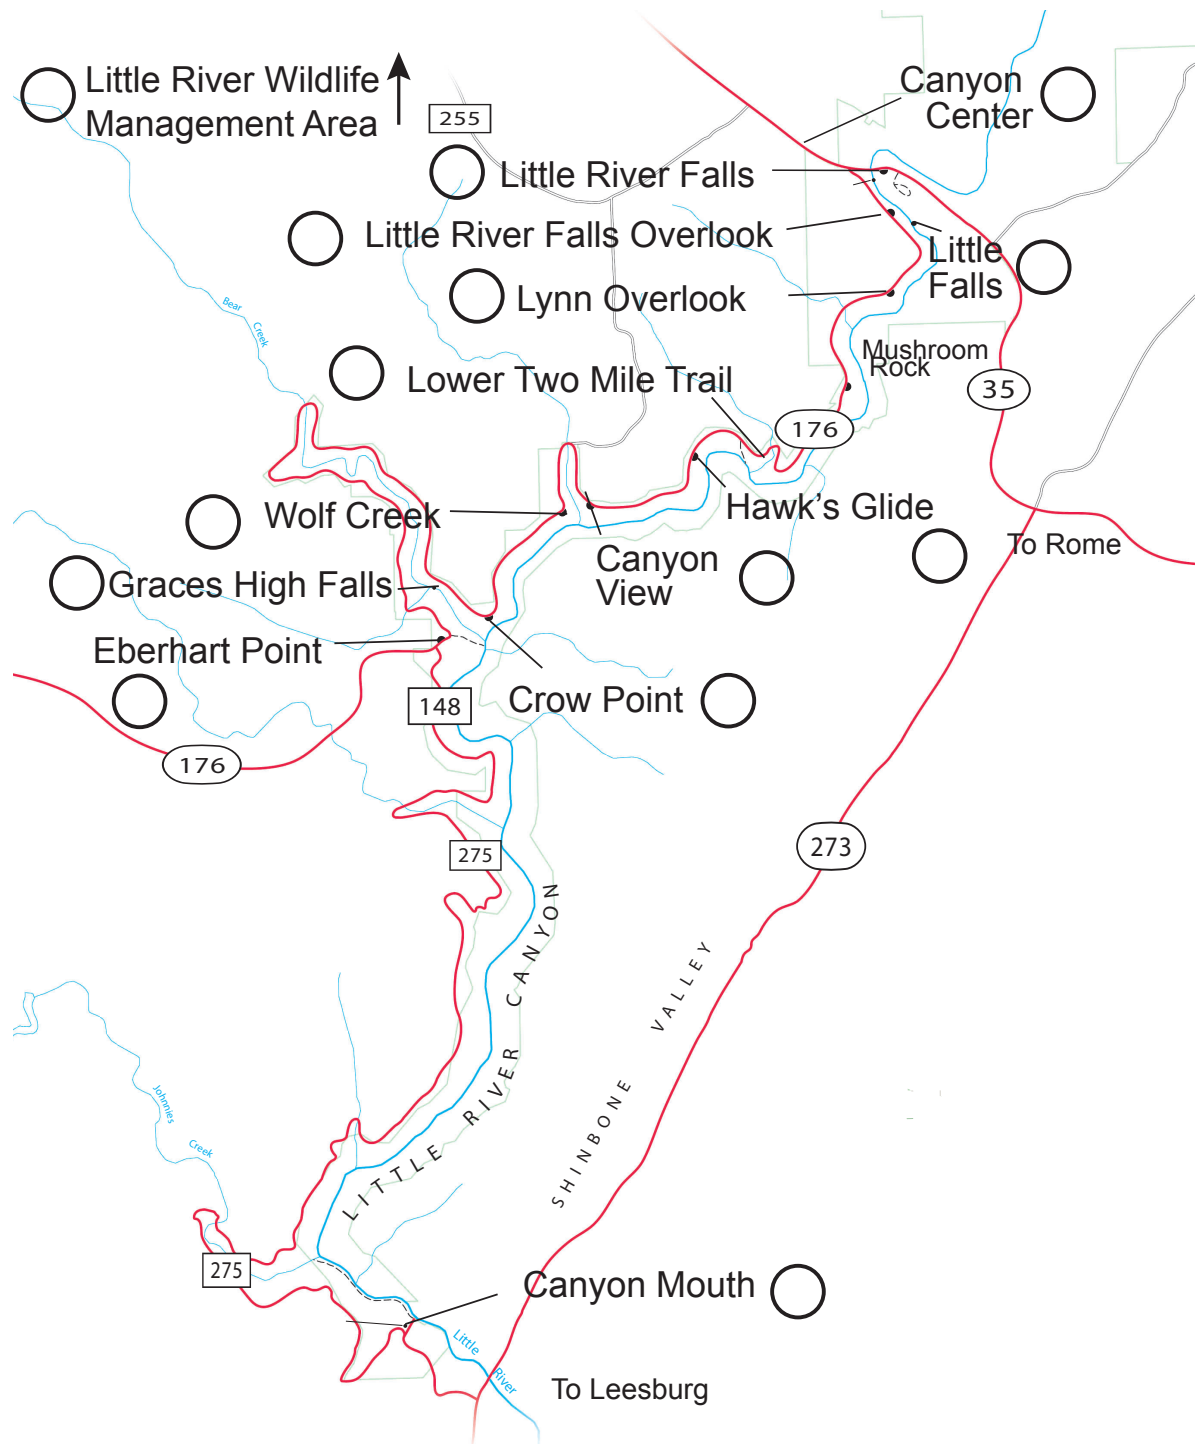 Little River Wildlife
Management Area
255
Canyon
Center
Little River Falls
Little River Falls Overlook
Little
Falls
Lynn Overlook
Bear
Creek
Mushroom
Rock
Lower Two Mile Trail
35
176
Wolf Creek
Hawk's Glide
Canyon
View
To Rome
Graces High Falls
Eberhart Point
Crow Point
148
176
273
275
LITTLE RIVER CANYON
SHINBONE VALLEY
Johnnies
Creek
275
Canyon Mouth
Little
River
To Leesburg